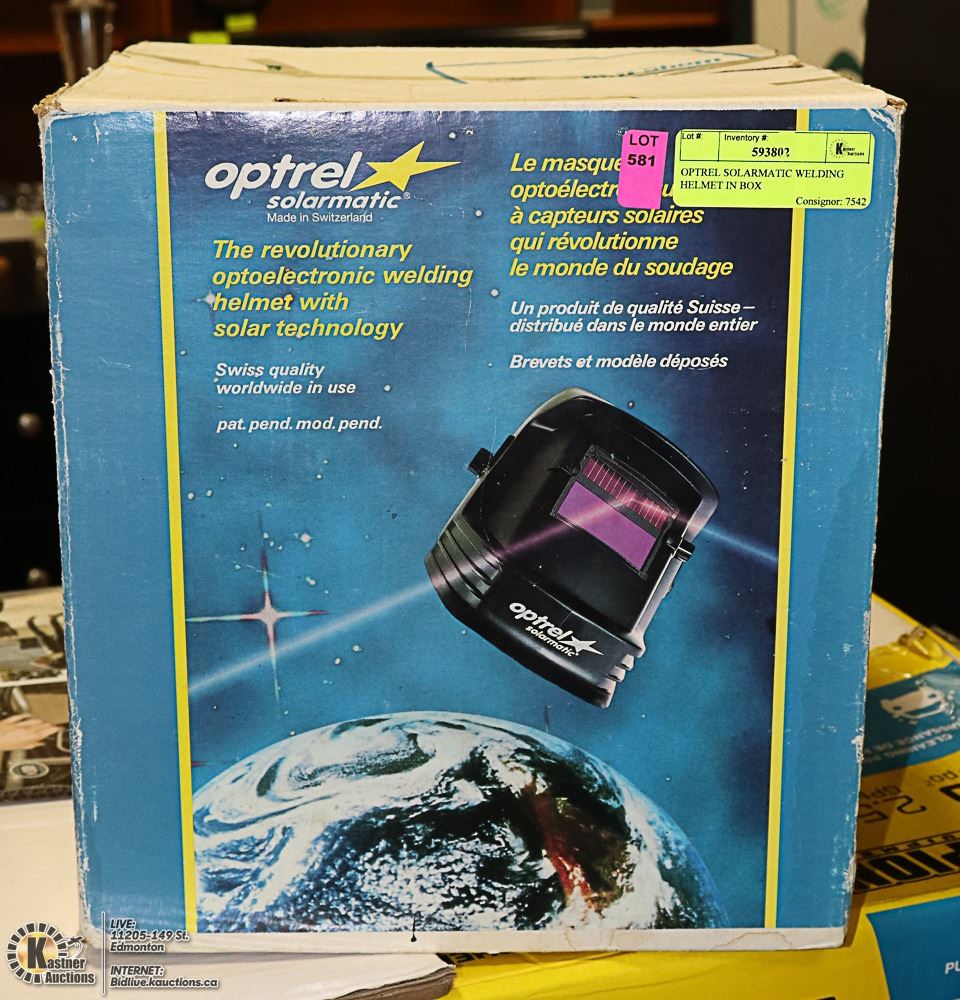 optrel
solarmatic®
Made in Switzerland
The revolutionary
optoelectronic welding
helmet with
solar technology
Swiss quality
worldwide in use
pat. pend. mod. pend.
Le masque
optoélectr
à capteurs solaires
qui révolutionne
le monde du soudage
Un produit de qualité Suisse –
distribué dans le monde entier
Brevets et modèle déposés
LOT
581
Lot #:
Inventory #:
593802
Kastner
Auctions
OPTREL SOLARMATIC WELDING
HELMET IN BOX
Consignor: 7542
optrel
solarmatic
Kastner
Auctions
LIVE:
11205-149 St.
Edmonton
INTERNET:
Bidlive.kauctions.ca